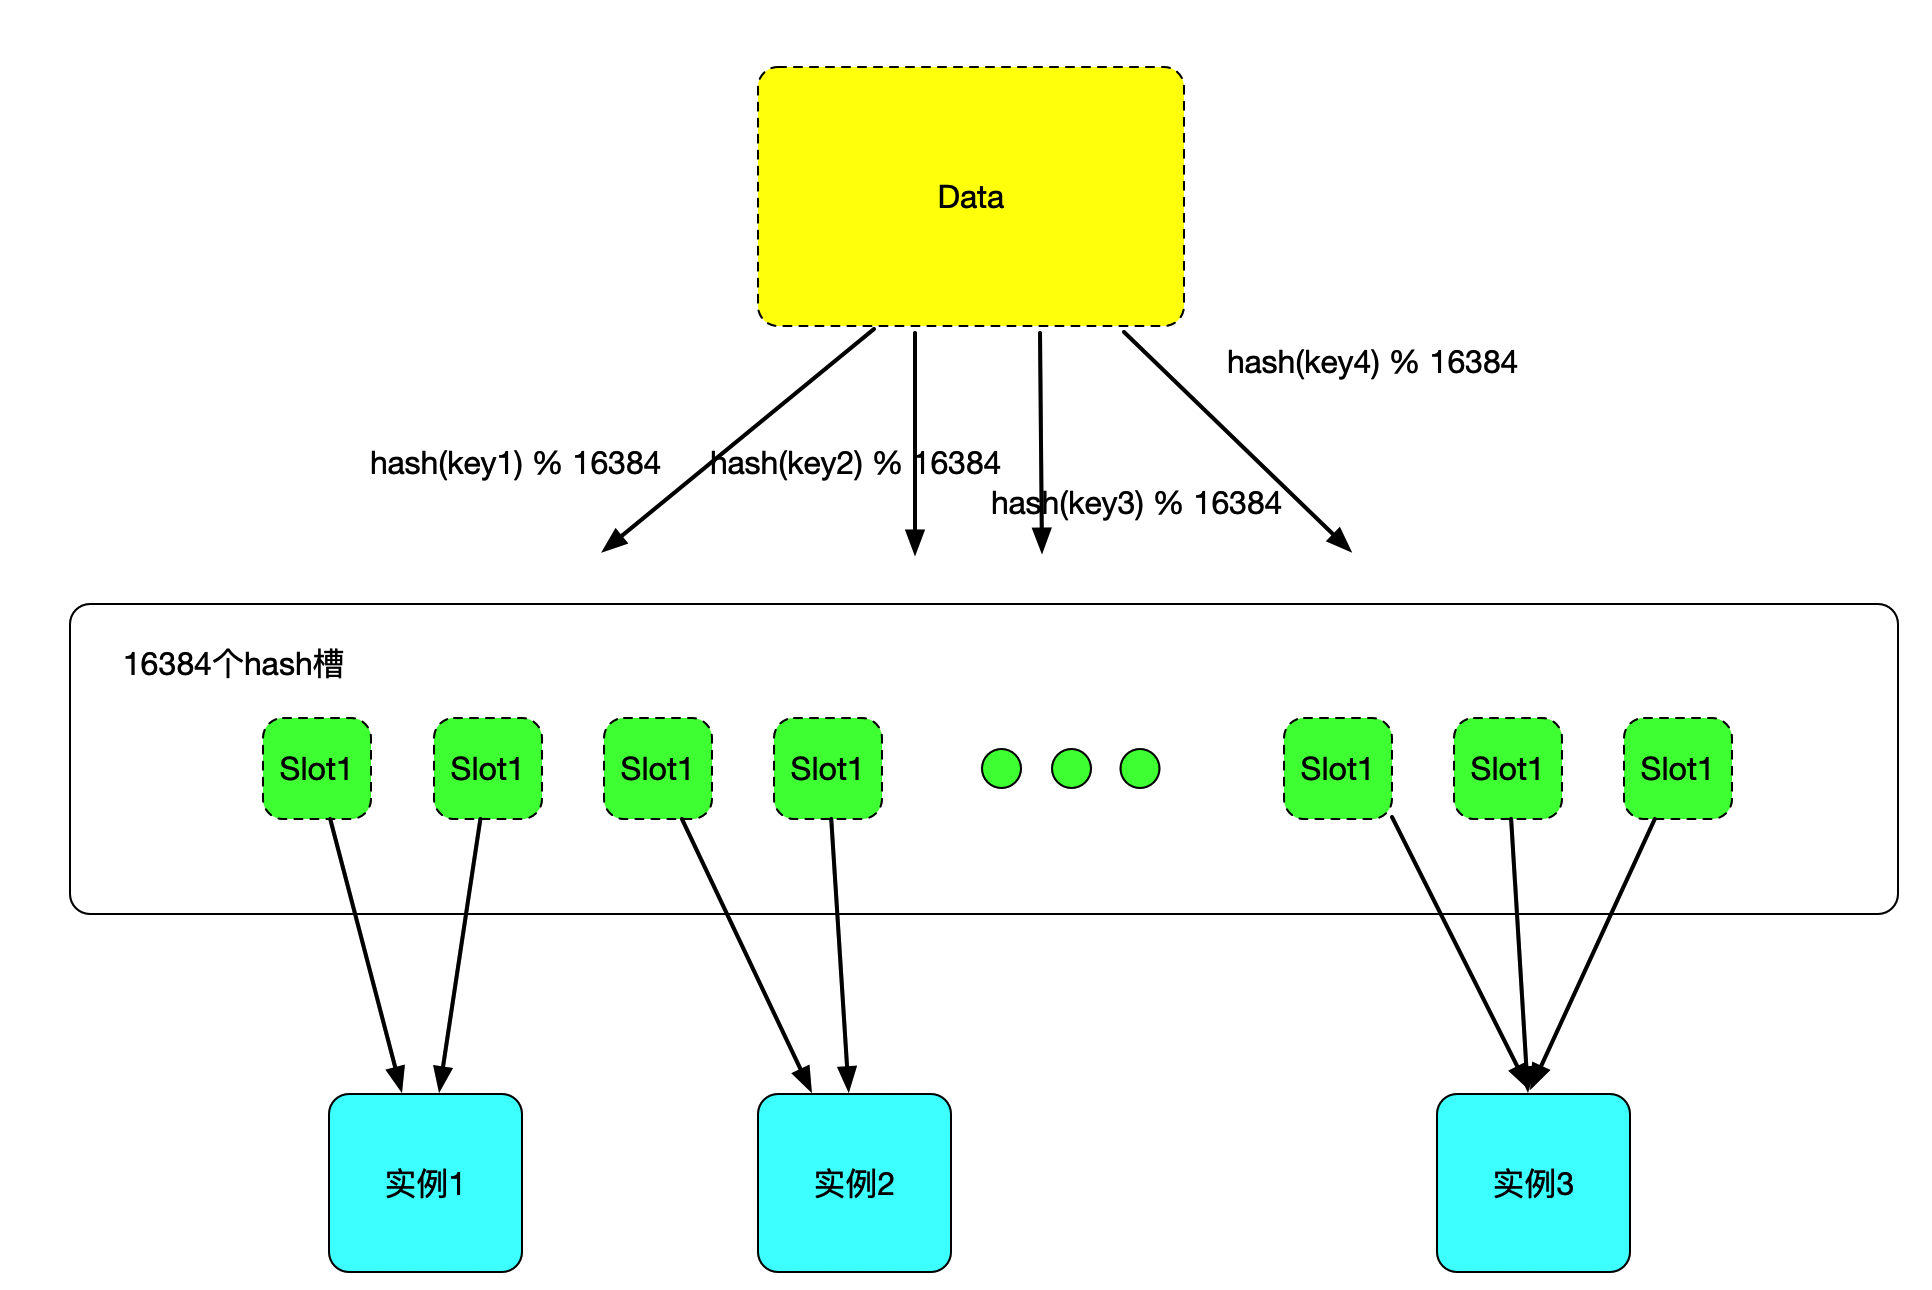 Data
hash(key4) % 16384
hash(key1) % 16384
hash(key2) % 16384
hash(key3) % 16384
16384个hash槽
Slot1
Slot1
Slot1
Slot1
Slot1
Slot1
Slot1
实例1
实例2
实例3